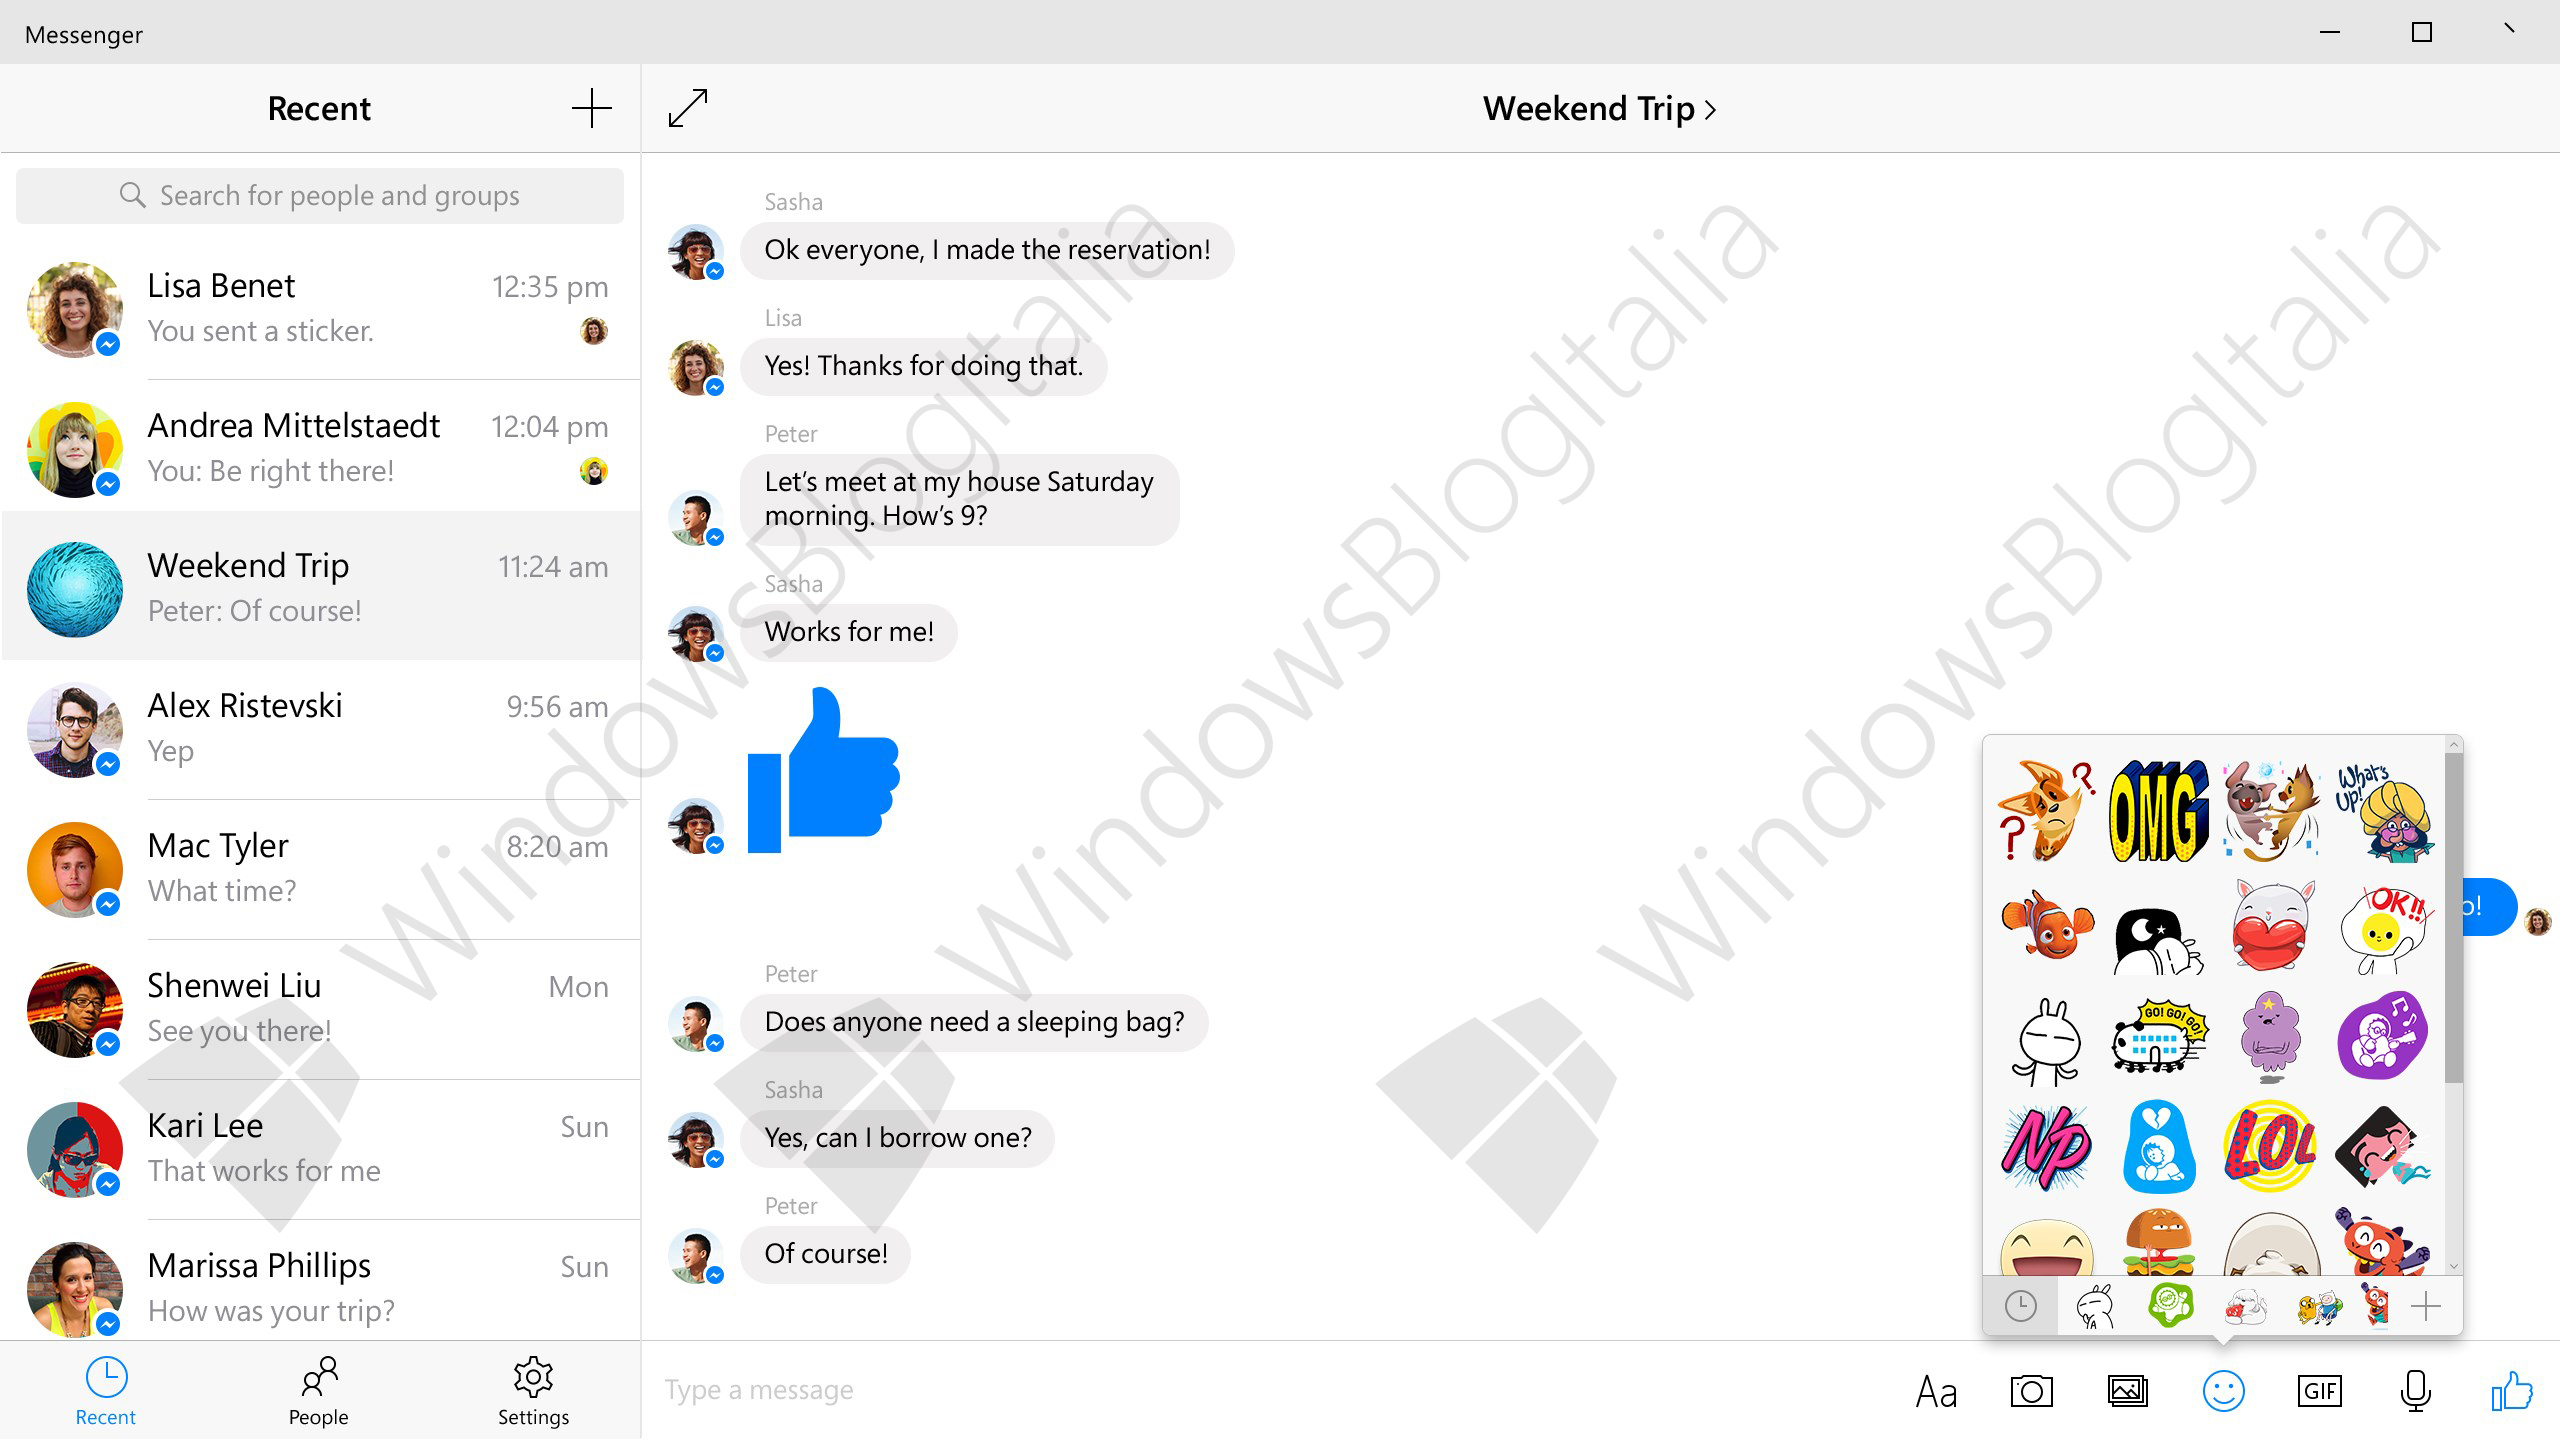 Messenger
Recent
Weekend Trip
Search for people and groups
Lisa Benet
12:35 pm
You sent a sticker.
Andrea Mittelstaedt
12:04 pm
You: Be right there!
Weekend Trip
11:24 am
Peter: Of course!
Alex Ristevski
9:56 am
Yep
Mac Tyler
8:20 am
What time?
Shenwei Liu
Mon
See you there!
Kari Lee
Sun
That works for me
Marissa Phillips
Sun
How was your trip?
Recent
People
Settings
Sasha
Ok everyone, I made the reservation!
Lisa
Yes! Thanks for doing that.
Peter
Let’s meet at my house Saturday
morning. How’s 9?
Sasha
Works for me!
Peter
Does anyone need a sleeping bag?
Sasha
Yes, can I borrow one?
Peter
Of course!
? ?
OMG
What's
Up!
OK!!
GO! GO! GO!
NP
LOL
Type a message
Aa
GIF
WindowsBlogItalia
WindowsBlogItalia
WindowsBlogItalia